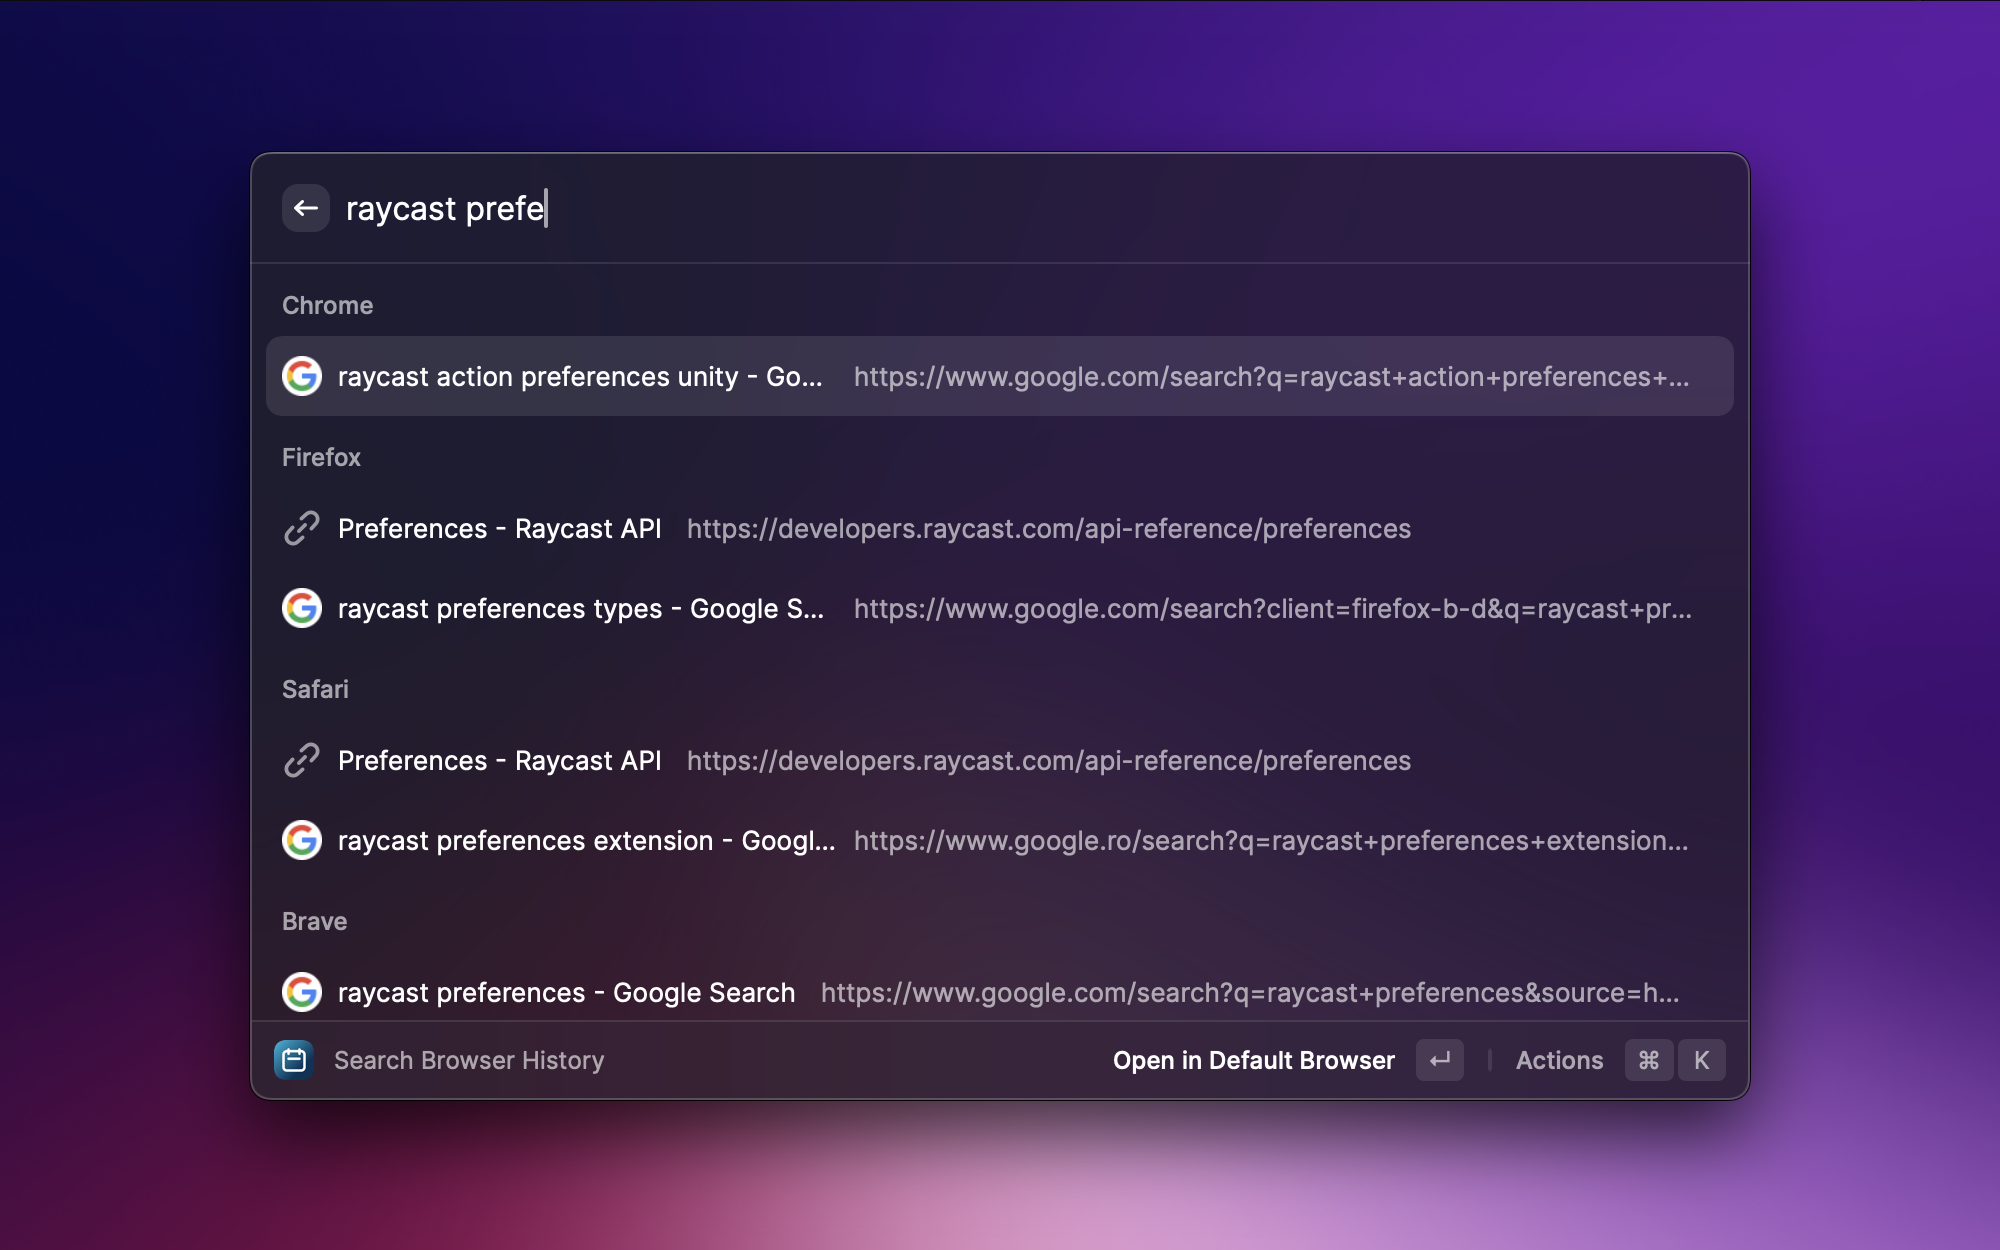 raycast prefe
Chrome
raycast action preferences unity - Go... https://www.google.com/search?q=raycast+action+preferences+...
Firefox
Preferences - Raycast API https://developers.raycast.com/api-reference/preferences
raycast preferences types - Google S... https://www.google.com/search?client=firefox-b-d&q=raycast+pr...
Safari
Preferences - Raycast API https://developers.raycast.com/api-reference/preferences
raycast preferences extension - Googl... https://www.google.ro/search?q=raycast+preferences+extension...
Brave
raycast preferences - Google Search https://www.google.com/search?q=raycast+preferences&source=h...
Search Browser History Open in Default Browser ↵ Actions ⌘ K